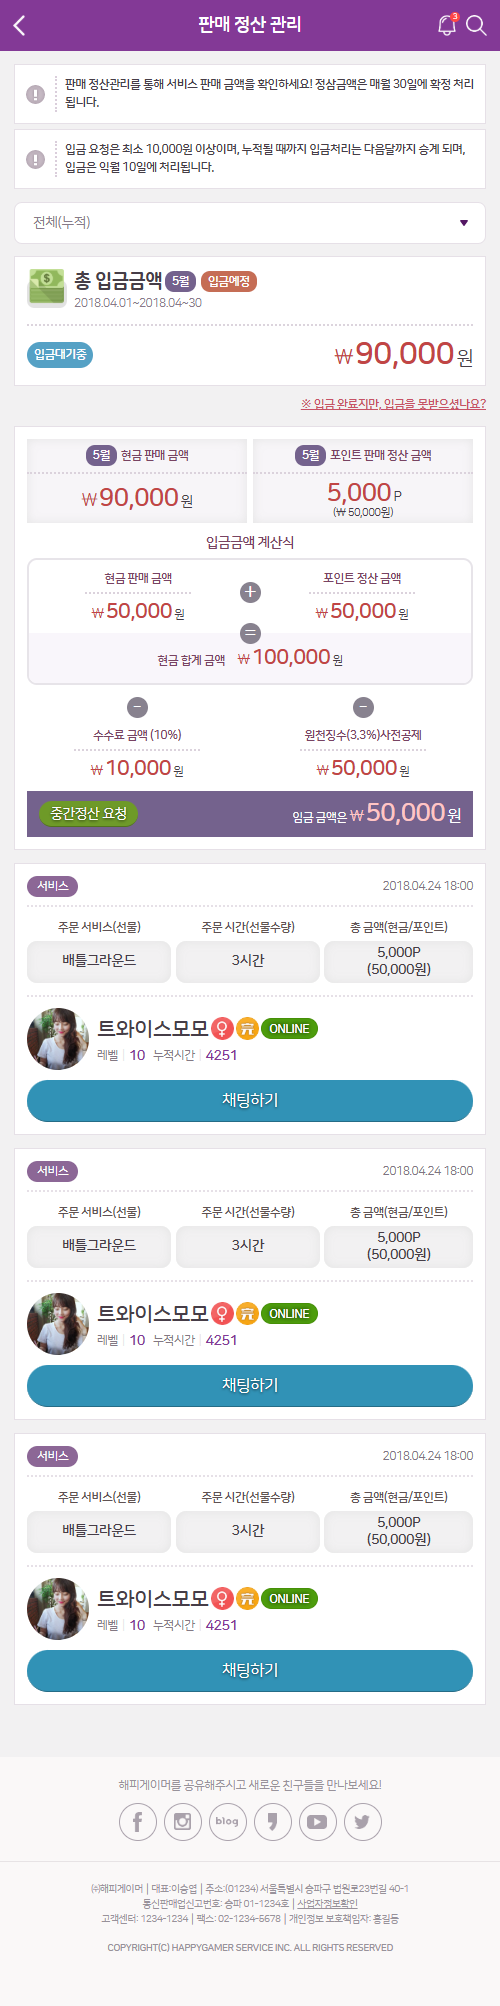 판매 정산 관리
3
판매 정산관리를 통해 서비스 판매 금액을 확인하세요! 정삼금액은 매월 30일에 확정 처리
됩니다.
입금 요청은 최소 10,000원 이상이며, 누적될 때까지 입금처리는 다음달까지 승계 되며,
입금은 익월 10일에 처리됩니다.
전체(누적)
총 입금금액 5월 입금예정
2018.04.01~2018.04~30
입금대기중 ₩90,000원
※ 입금 완료지만, 입금을 못받으셨나요?
5월 현금 판매 금액 5월 포인트 판매 정산 금액
₩90,000원 5,000P
(₩ 50,000원)
입금금액 계산식
현금 판매 금액 + 포인트 정산 금액
₩50,000원 ₩50,000원
=
현금 합계 금액 ₩100,000원
- -
수수료 금액 (10%) 원천징수(3,3%)사전공제
₩10,000원 ₩50,000원
중간정산 요청 입금 금액은 ₩50,000원
서비스 2018.04.24 18:00
주문 서비스(선물) 주문 시간(선물수량) 총 금액(현금/포인트)
배틀그라운드 3시간 5,000P
(50,000원)
트와이스모모 ONLINE
레벨 10 누적시간 4251
채팅하기
서비스 2018.04.24 18:00
주문 서비스(선물) 주문 시간(선물수량) 총 금액(현금/포인트)
배틀그라운드 3시간 5,000P
(50,000원)
트와이스모모 ONLINE
레벨 10 누적시간 4251
채팅하기
서비스 2018.04.24 18:00
주문 서비스(선물) 주문 시간(선물수량) 총 금액(현금/포인트)
배틀그라운드 3시간 5,000P
(50,000원)
트와이스모모 ONLINE
레벨 10 누적시간 4251
채팅하기
해피게이머를 공유해주시고 새로운 친구들을 만나보세요!
blog
㈜해피게이머 | 대표:이승엽 | 주소:(01234) 서울특별시 송파구 법원로23번길 40-1
통신판매업신고번호: 송파 01-1234호 | 사업자정보확인
고객센터: 1234-1234 | 팩스: 02-1234-5678 | 개인정보 보호책임자: 홍길동
COPYRIGHT(C) HAPPYGAMER SERVICE INC. ALL RIGHTS RESERVED